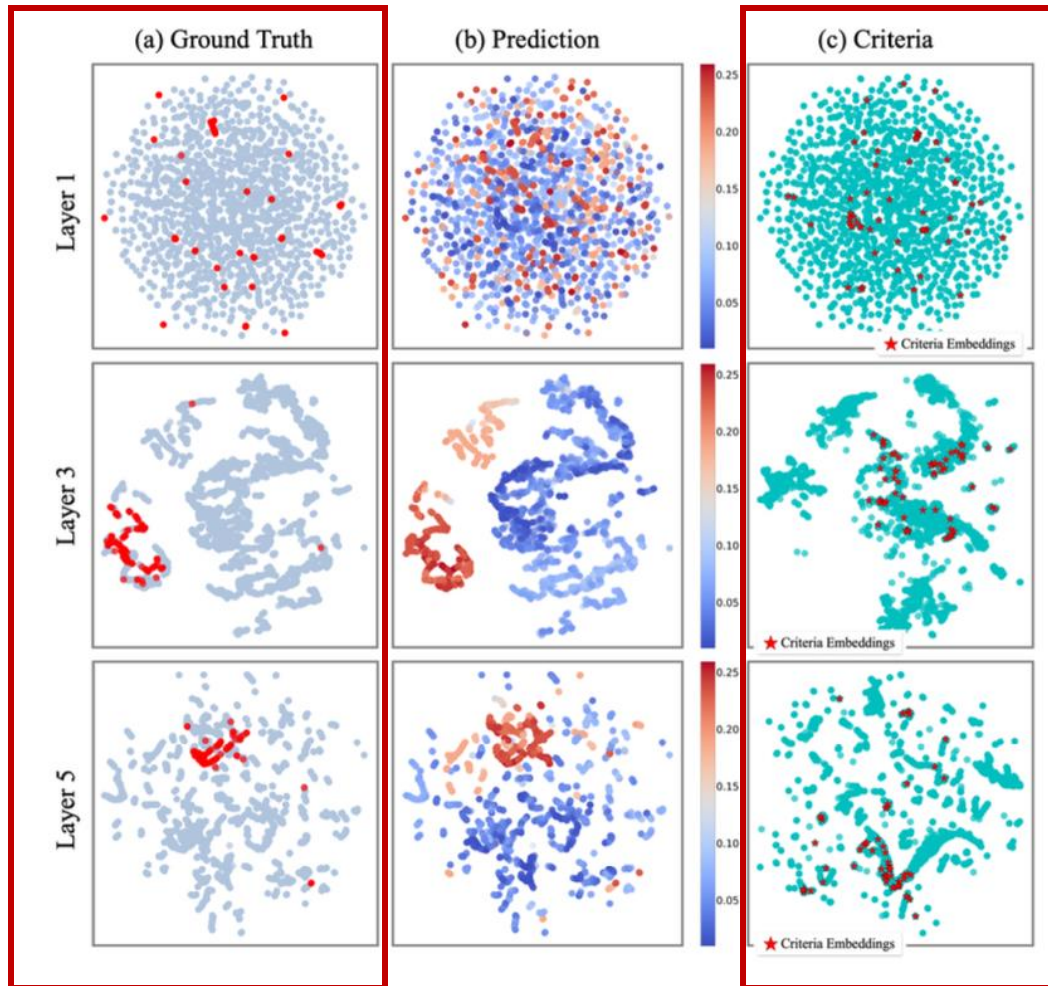 (a) Ground Truth
(b) Prediction
(c) Criteria
Layer 1
0.25
0.20
0.15
0.10
0.05
★ Criteria Embeddings
Layer 3
0.25
0.20
0.15
0.10
0.05
★ Criteria Embeddings
Layer 5
0.25
0.20
0.15
0.10
0.05
★ Criteria Embeddings